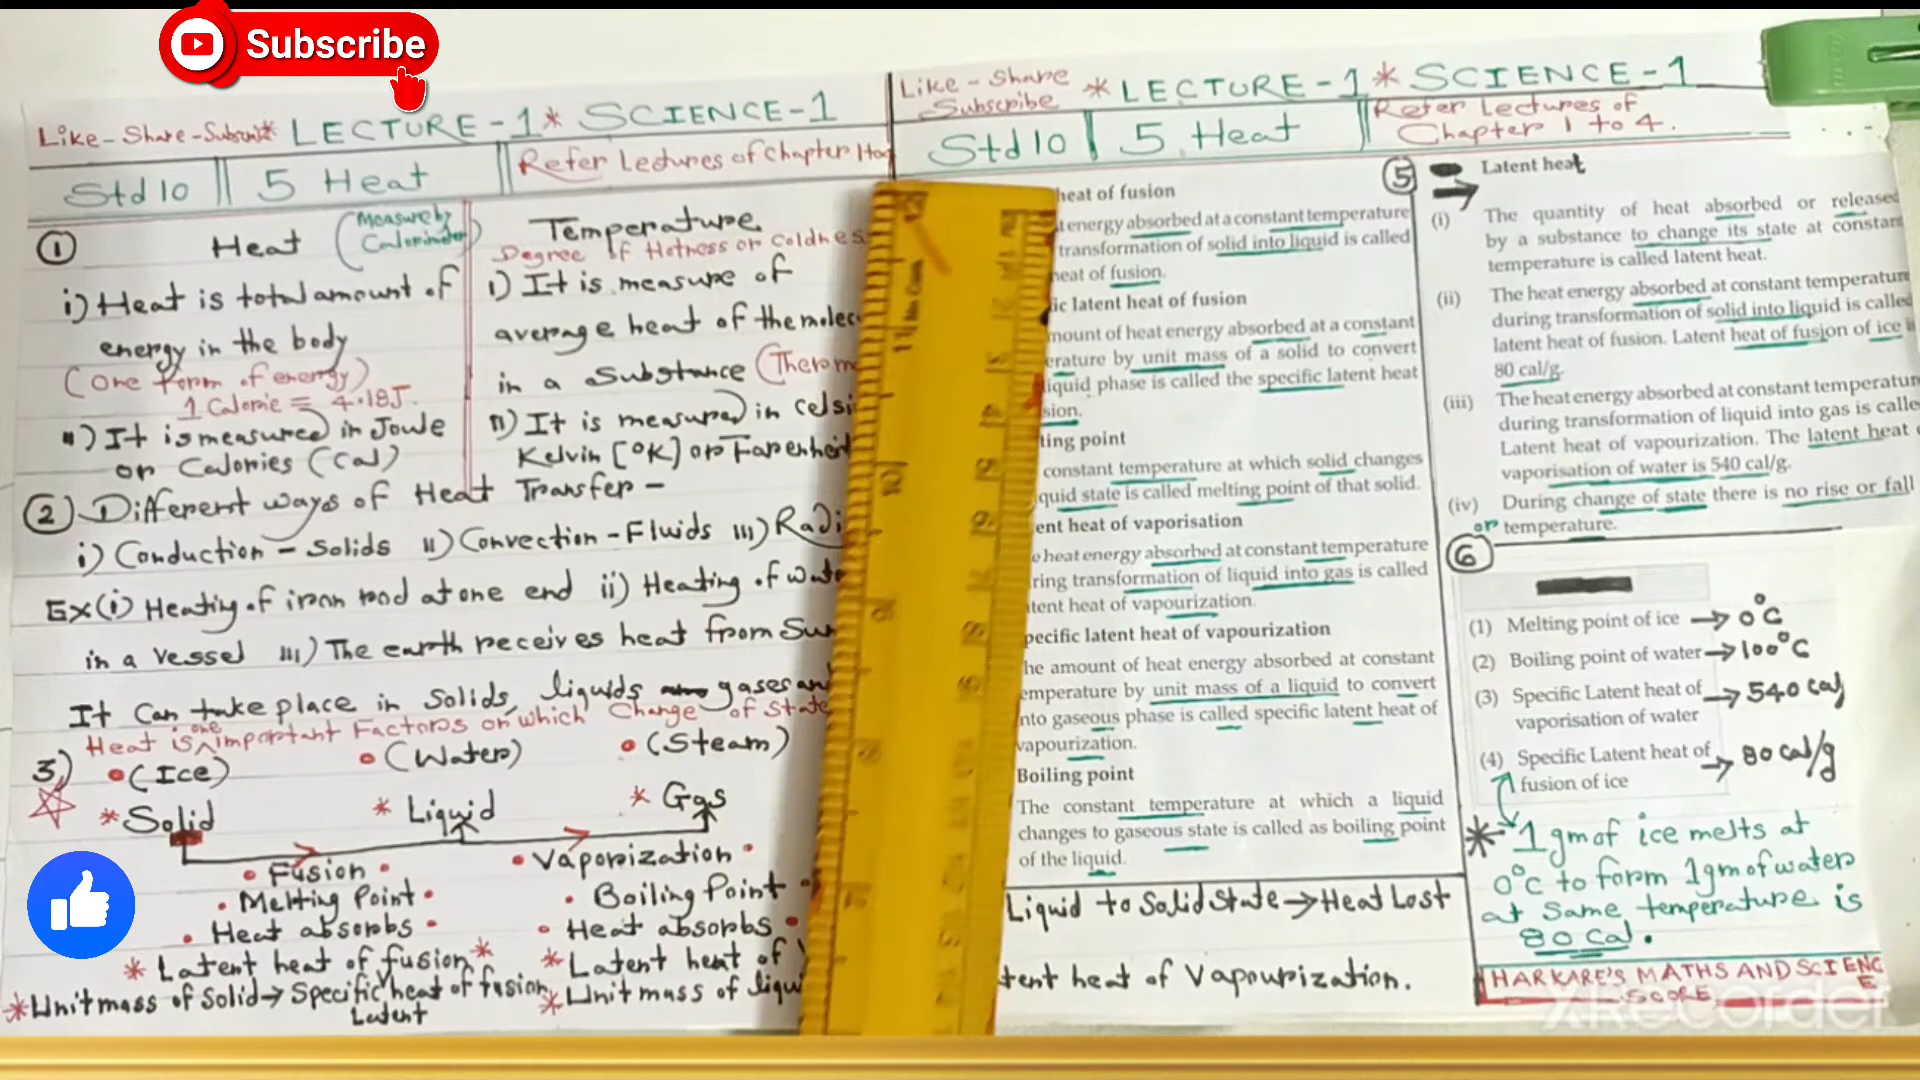 Subscribe
Like-Share-Subscri* LECTURE-1* SCIENCE-1
Std 10 5 Heat Refer Lectures of Chapter 1 to 4
① Heat (Measure by Calorimeter)
i) Heat is total amount of
energy in the body
(One form of energy)
1 Calorie = 4.18J.
ii) It is measured in Joule
or Calories (Cal)
Temperature
Degree of Hotness or Coldnes
i) It is measure of
average heat of the molec
in a substance (Therom
ii) It is measured in celsi
Kelvin [°K] or Farenheit
② Different ways of Heat Transfer -
i) Conduction - Solids ii) Convection - Fluids iii) Radi
Ex (i) Heating of iron rod at one end ii) Heating of wate
in a vessel iii) The earth receives heat from Sun
It can take place in Solids, liquids gases an
Heat is one important Factors on which Change of State
3) •(Ice) •(Water) •(Steam)
*Solid * Liquid * Gas
• Fusion • • Vaporization •
• Melting Point • • Boiling Point •
• Heat absorbs • • Heat absorbs •
* Latent heat of fusion * * Latent heat of V
*Unit mass of Solid → Specific heat of fusion * Unit mass of liqu
Latent
Like-Share
Subscribe * LECTURE-1 * SCIENCE-1
Std 10 5 Heat Refer Lectures of
Chapter 1 to 4.
heat of fusion
t energy absorbed at a constant temperature
transformation of solid into liquid is called
heat of fusion.
ic latent heat of fusion
mount of heat energy absorbed at a constant
erature by unit mass of a solid to convert
liquid phase is called the specific latent heat
sion.
ting point
constant temperature at which solid changes
quid state is called melting point of that solid.
ent heat of vaporisation
e heat energy absorbed at constant temperature
ring transformation of liquid into gas is called
tent heat of vapourization.
pecific latent heat of vapourization
he amount of heat energy absorbed at constant
emperature by unit mass of a liquid to convert
nto gaseous phase is called specific latent heat of
vapourization.
Boiling point
The constant temperature at which a liquid
changes to gaseous state is called as boiling point
of the liquid.
Liquid to Solid State → Heat Lost
tent heat of Vapourization.
⑤ Latent heat
(i) The quantity of heat absorbed or released
by a substance to change its state at constant
temperature is called latent heat.
(ii) The heat energy absorbed at constant temperature
during transformation of solid into liquid is called
latent heat of fusion. Latent heat of fusion of ice i
80 cal/g.
(iii) The heat energy absorbed at constant temperature
during transformation of liquid into gas is calle
Latent heat of vapourization. The latent heat o
vaporisation of water is 540 cal/g.
(iv) During change of state there is no rise or fall
or temperature.
⑥
(1) Melting point of ice → 0°C
(2) Boiling point of water → 100°C
(3) Specific Latent heat of → 540 cal/
vaporisation of water
(4) Specific Latent heat of → 80 cal/g
fusion of ice
* 1 gm of ice melts at
0°C to form 1 gm of water
at same temperature is
80 Cal.
HARKARE'S MATHS AND SCIENCE
SCORE
XRecorder